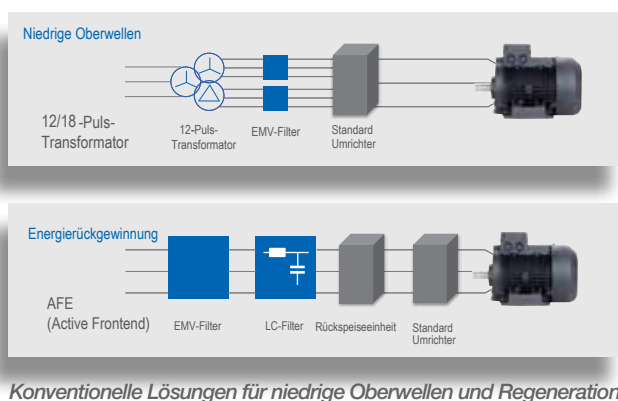 Niedrige Oberwellen
12/18 -Puls-
Transformator
12-Puls-
Transformator
EMV-Filter
Standard
Umrichter
Energierückgewinnung
AFE
(Active Frontend)
EMV-Filter
LC-Filter
Rückspeiseeinheit
Standard
Umrichter
Konventionelle Lösungen für niedrige Oberwellen und Regeneration